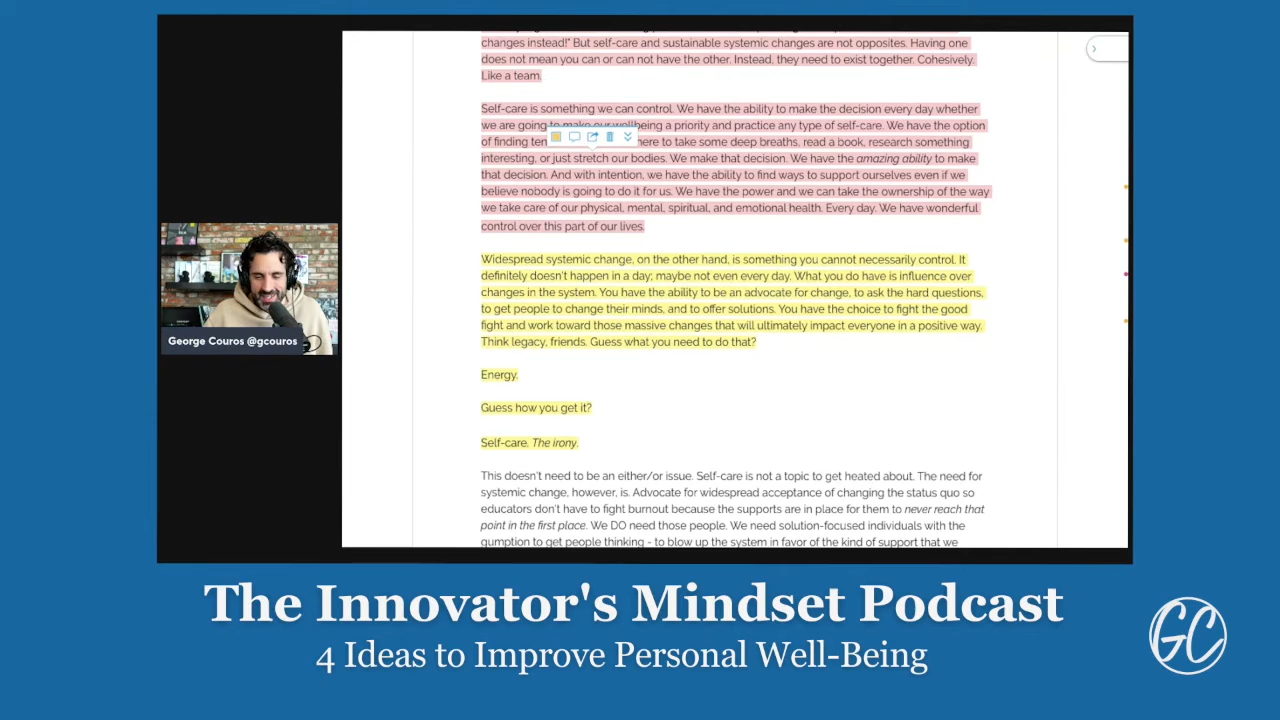 changes instead!" But self-care and sustainable systemic changes are not opposites. Having one
does not mean you can or can not have the other. Instead, they need to exist together. Cohesively.
Like a team.
Self-care is something we can control. We have the ability to make the decision every day whether
we are going to make our wellbeing a priority and practice any type of self-care. We have the option
of finding ten here to take some deep breaths, read a book, research something
interesting, or just stretch our bodies. We make that decision. We have the amazing ability to make
that decision. And with intention, we have the ability to find ways to support ourselves even if we
believe nobody is going to do it for us. We have the power and we can take the ownership of the way
we take care of our physical, mental, spiritual, and emotional health. Every day. We have wonderful
control over this part of our lives.
Widespread systemic change, on the other hand, is something you cannot necessarily control. It
definitely doesn't happen in a day; maybe not even every day. What you do have is influence over
changes in the system. You have the ability to be an advocate for change, to ask the hard questions,
to get people to change their minds, and to offer solutions. You have the choice to fight the good
fight and work toward those massive changes that will ultimately impact everyone in a positive way.
Think legacy, friends. Guess what you need to do that?
Energy.
Guess how you get it?
Self-care. The irony.
This doesn't need to be an either/or issue. Self-care is not a topic to get heated about. The need for
systemic change, however, is. Advocate for widespread acceptance of changing the status quo so
educators don't have to fight burnout because the supports are in place for them to never reach that
point in the first place. We DO need those people. We need solution-focused individuals with the
gumption to get people thinking - to blow up the system in favor of the kind of support that we
George Couros @gcouros
The Innovator's Mindset Podcast
4 Ideas to Improve Personal Well-Being
GC